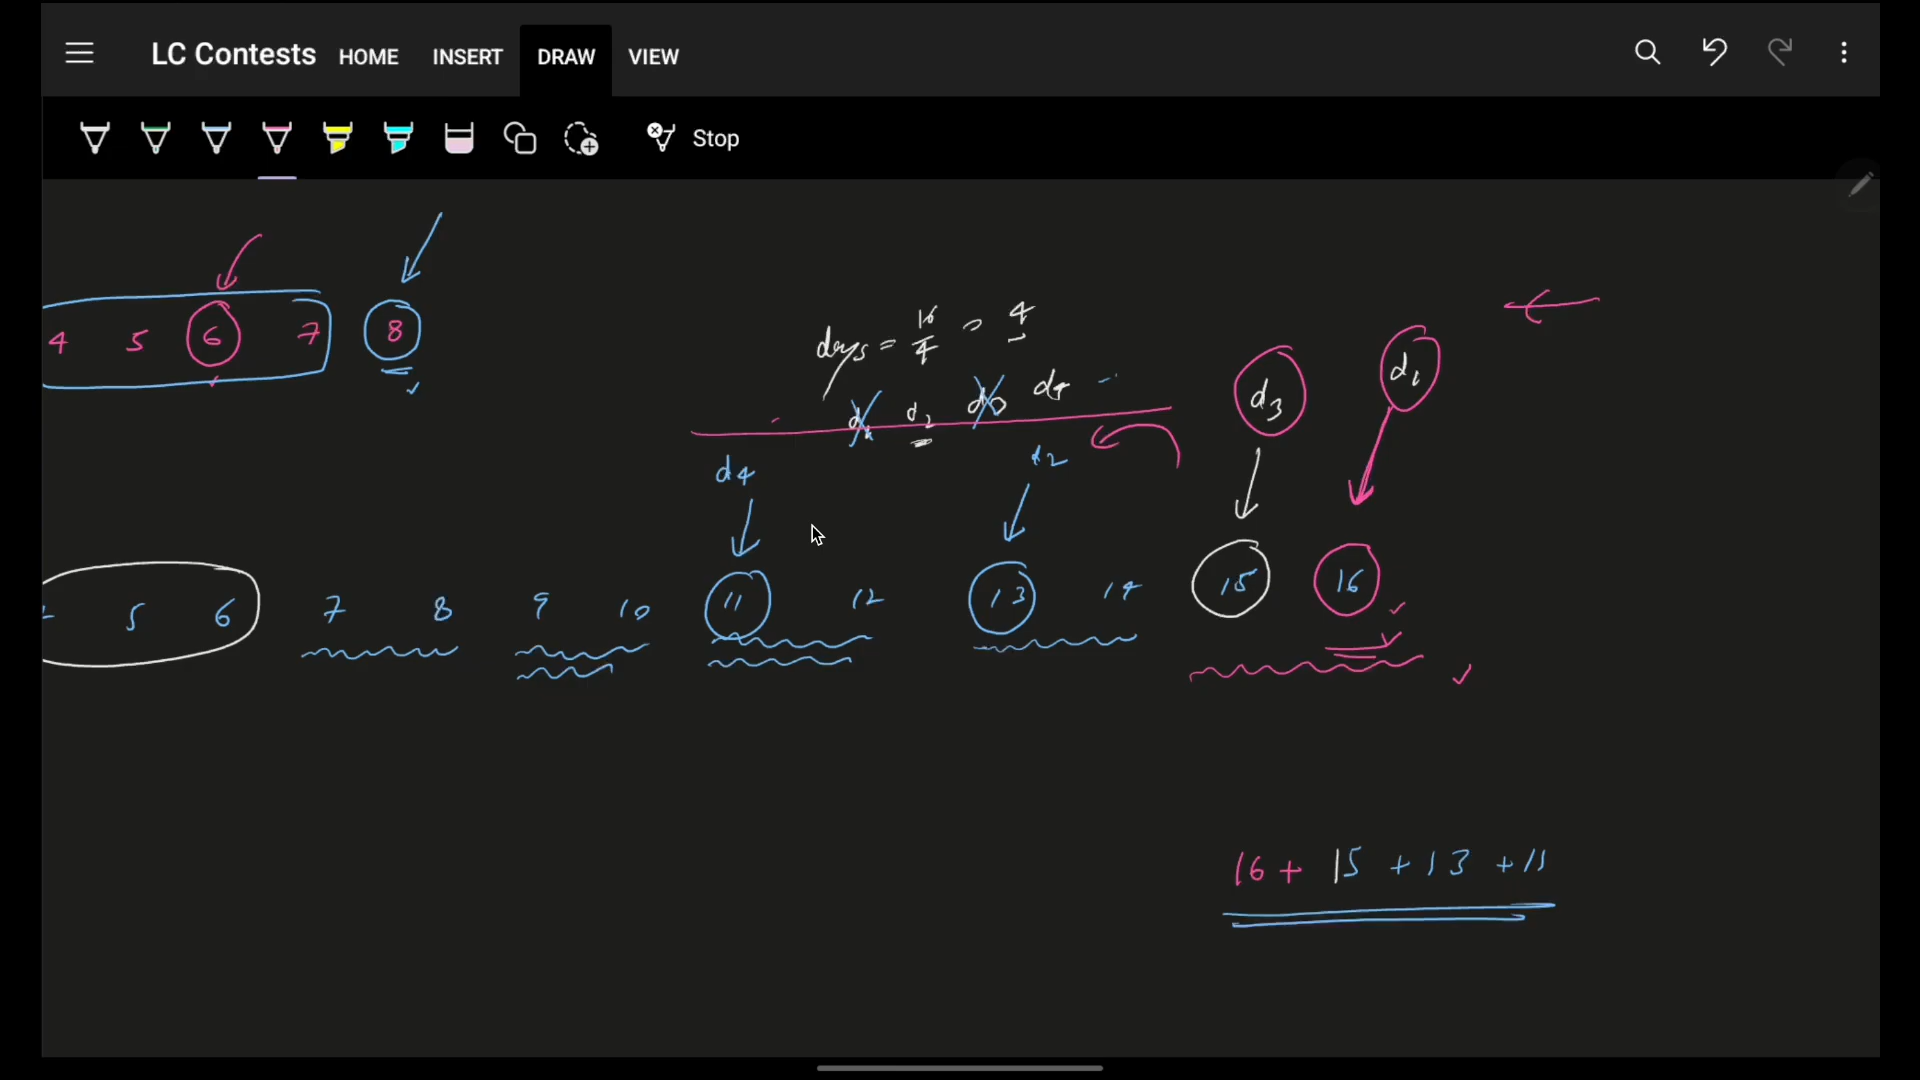 LC Contests HOME INSERT DRAW VIEW
Stop
4 5 6 7 8
days = 16/4 = 4
d2 d4
d3 d1
d4 d2
5 6 7 8 9 10 11 12 13 14 15 16
16 + 15 + 13 + 11